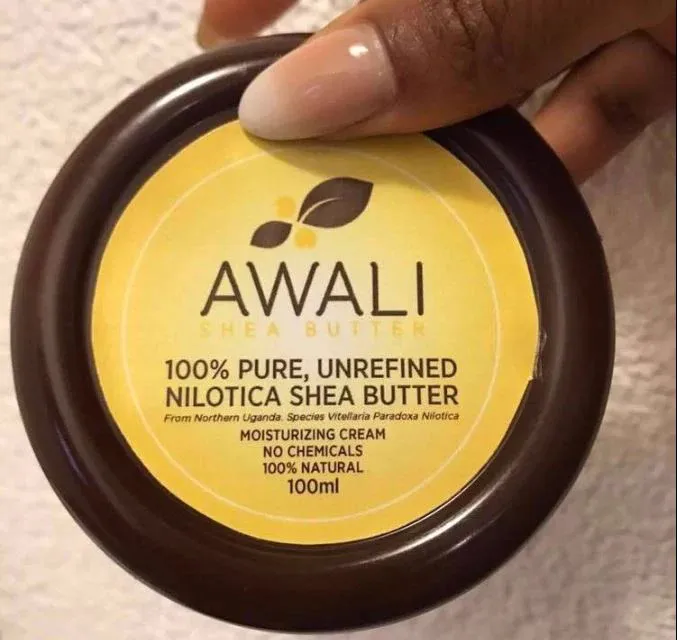 AWALI
SHEA BUTTER
100% PURE, UNREFINED
NILOTICA SHEA BUTTER
From Northern Uganda. Species Vitellaria Paradoxa Nilotica
MOISTURIZING CREAM
NO CHEMICALS
100% NATURAL
100ml